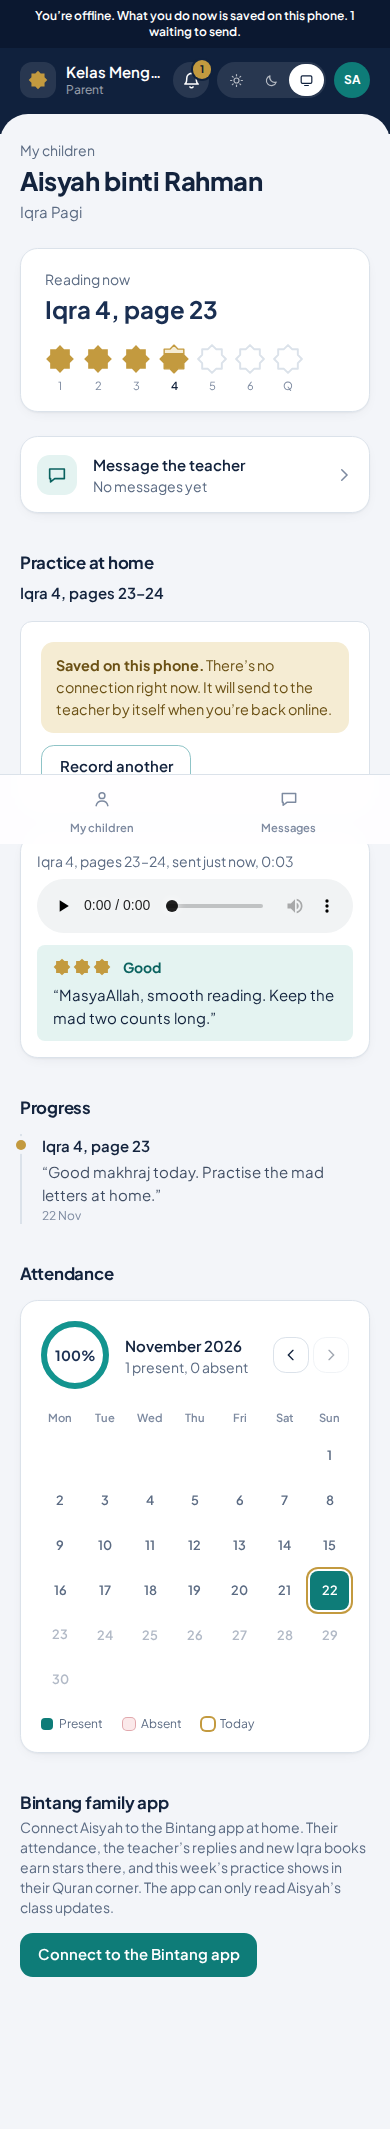 You're offline. What you do now is saved on this phone. 1
waiting to send.
Kelas Meng…
Parent
1
SA
My children
Aisyah binti Rahman
Iqra Pagi
Reading now
Iqra 4, page 23
1 2 3 4 5 6 Q
Message the teacher
No messages yet
Practice at home
Iqra 4, pages 23–24
Saved on this phone. There's no
connection right now. It will send to the
teacher by itself when you're back online.
Record another
My children Messages
Iqra 4, pages 23–24, sent just now, 0:03
0:00 / 0:00
Good
“MasyaAllah, smooth reading. Keep the
mad two counts long.”
Progress
Iqra 4, page 23
“Good makhraj today. Practise the mad
letters at home.”
22 Nov
Attendance
100%
November 2026
1 present, 0 absent
Mon Tue Wed Thu Fri Sat Sun
1
2 3 4 5 6 7 8
9 10 11 12 13 14 15
16 17 18 19 20 21 22
23 24 25 26 27 28 29
30
Present Absent Today
Bintang family app
Connect Aisyah to the Bintang app at home. Their
attendance, the teacher's replies and new Iqra books
earn stars there, and this week's practice shows in
their Quran corner. The app can only read Aisyah's
class updates.
Connect to the Bintang app